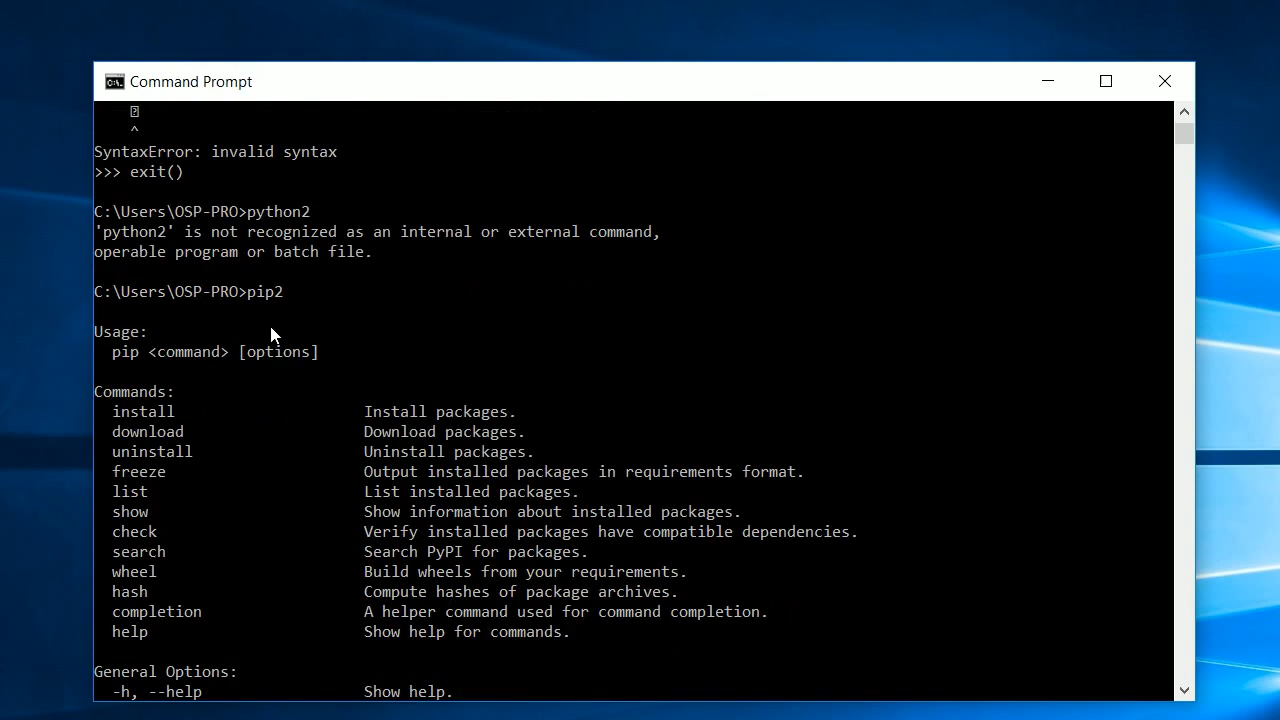 Command Prompt
^
SyntaxError: invalid syntax
>>> exit()
C:\Users\OSP-PRO>python2
'python2' is not recognized as an internal or external command,
operable program or batch file.
C:\Users\OSP-PRO>pip2
Usage:
pip <command> [options]
Commands:
install Install packages.
download Download packages.
uninstall Uninstall packages.
freeze Output installed packages in requirements format.
list List installed packages.
show Show information about installed packages.
check Verify installed packages have compatible dependencies.
search Search PyPI for packages.
wheel Build wheels from your requirements.
hash Compute hashes of package archives.
completion A helper command used for command completion.
help Show help for commands.
General Options:
-h, --help Show help.